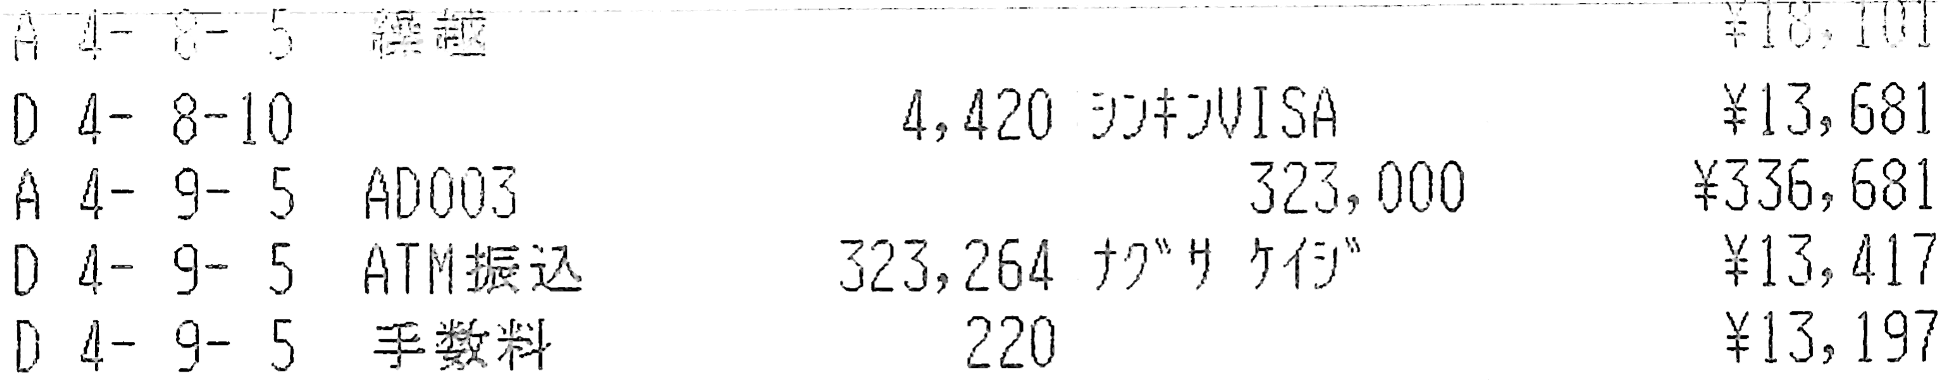 A 4- 8- 5 繰越 ¥18,101
D 4- 8-10 4,420 シンキンVISA ¥13,681
A 4- 9- 5 AD003 323,000 ¥336,681
D 4- 9- 5 ATM振込 323,264 ナグサ ケイジ ¥13,417
D 4- 9- 5 手数料 220 ¥13,197